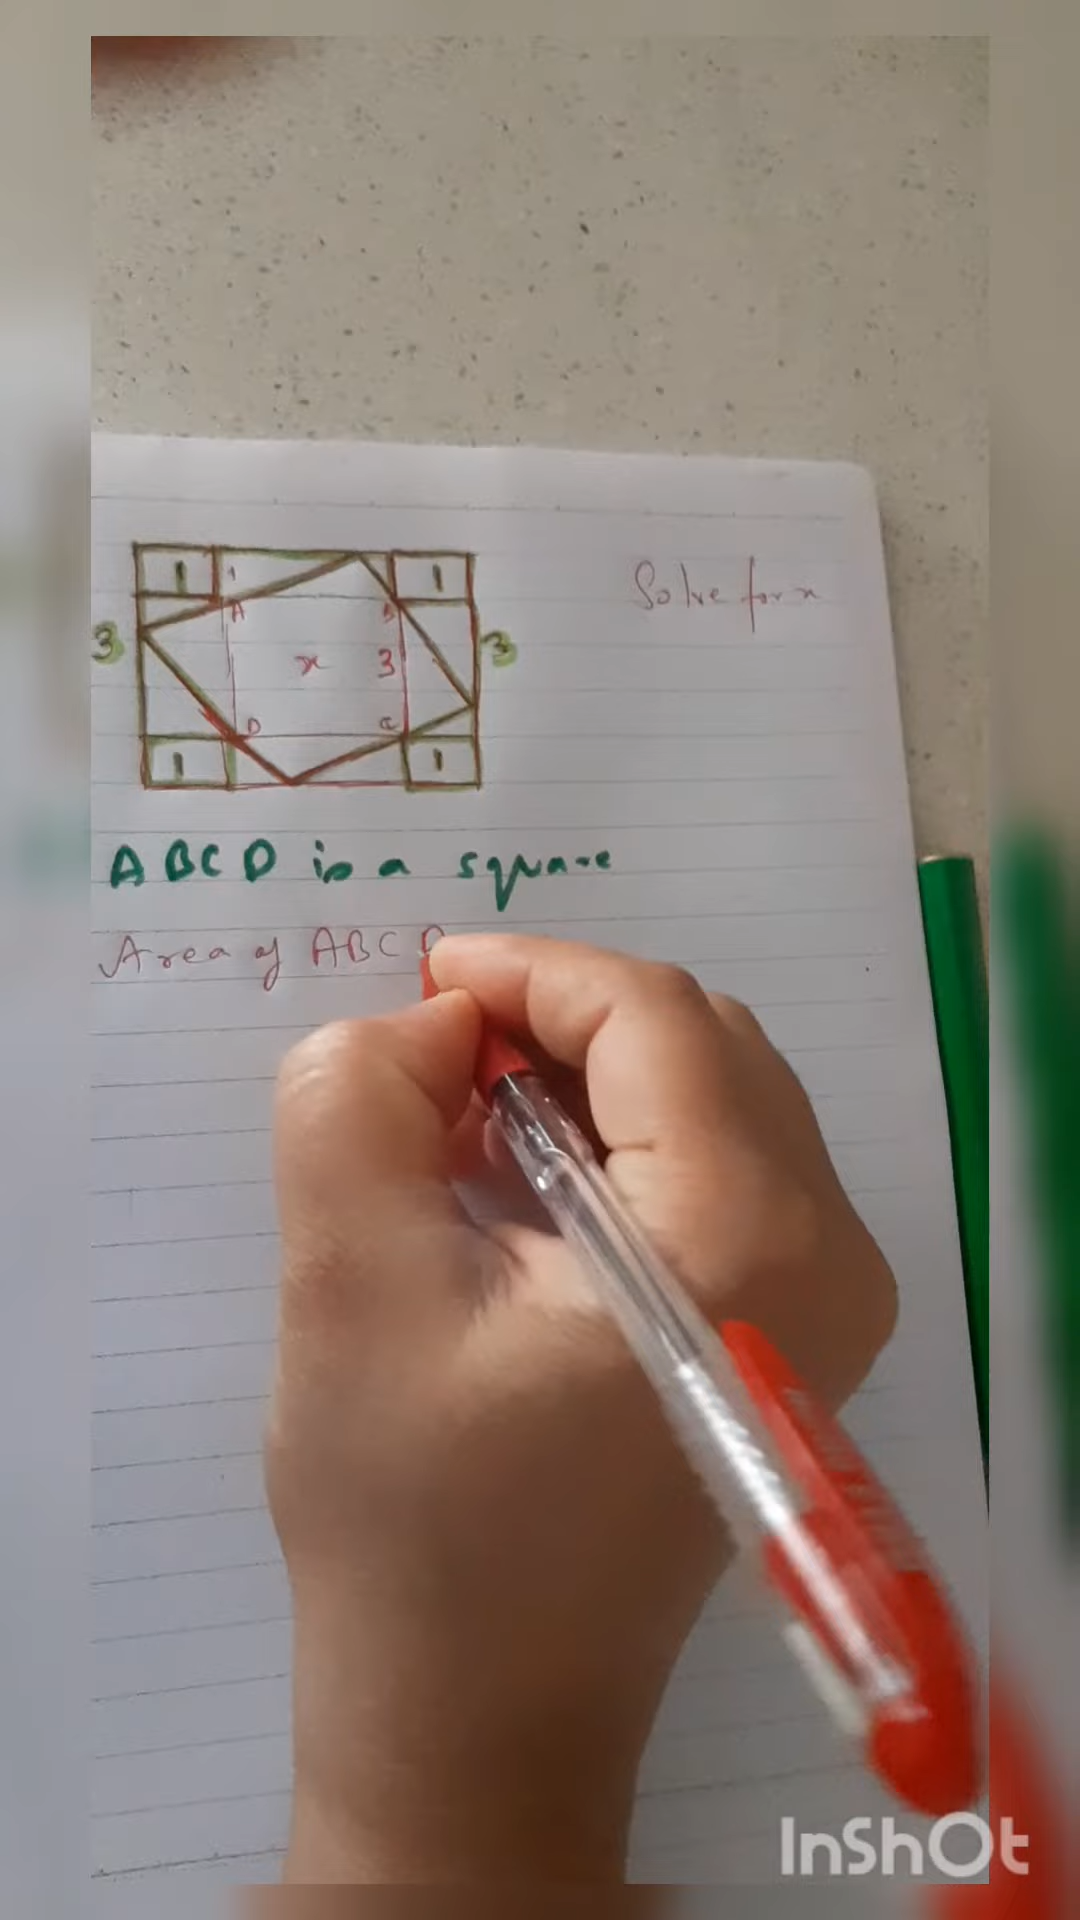 1 1 1
A B
3 x 3 3
D C
1 1
Solve for x
ABCD is a square
Area of ABCD
InShOt